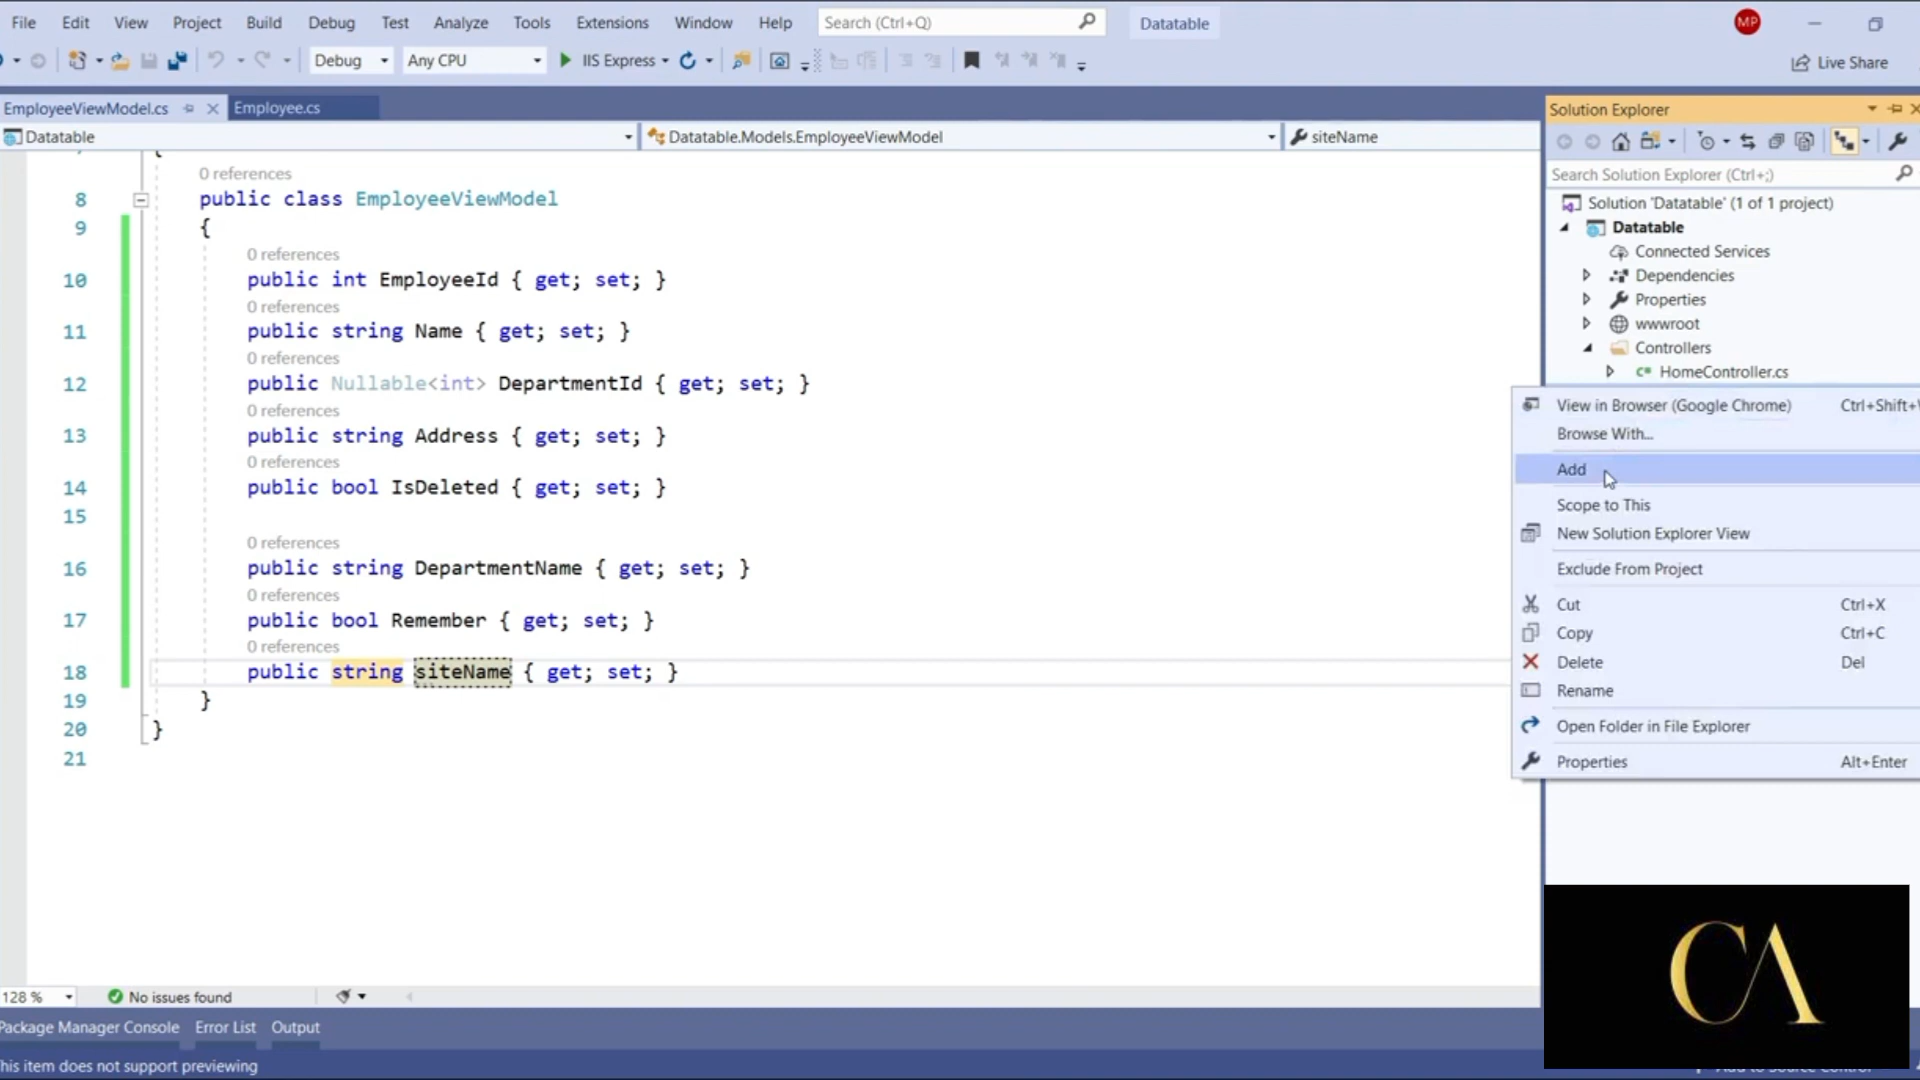 File Edit View Project Build Debug Test Analyze Tools Extensions Window Help Search (Ctrl+Q) Datatable MP
Debug Any CPU IIS Express Live Share
EmployeeViewModel.cs Employee.cs
Datatable Datatable.Models.EmployeeViewModel siteName
0 references
8 public class EmployeeViewModel
9 {
0 references
10 public int EmployeeId { get; set; }
0 references
11 public string Name { get; set; }
0 references
12 public Nullable<int> DepartmentId { get; set; }
0 references
13 public string Address { get; set; }
0 references
14 public bool IsDeleted { get; set; }
15
0 references
16 public string DepartmentName { get; set; }
0 references
17 public bool Remember { get; set; }
0 references
18 public string siteName { get; set; }
19 }
20 }
21
Solution Explorer
Search Solution Explorer (Ctrl+;)
Solution 'Datatable' (1 of 1 project)
Datatable
Connected Services
Dependencies
Properties
wwwroot
Controllers
C# HomeController.cs
View in Browser (Google Chrome) Ctrl+Shift+
Browse With...
Add
Scope to This
New Solution Explorer View
Exclude From Project
Cut Ctrl+X
Copy Ctrl+C
Delete Del
Rename
Open Folder in File Explorer
Properties Alt+Enter
CA
128 % No issues found
Package Manager Console Error List Output
his item does not support previewing